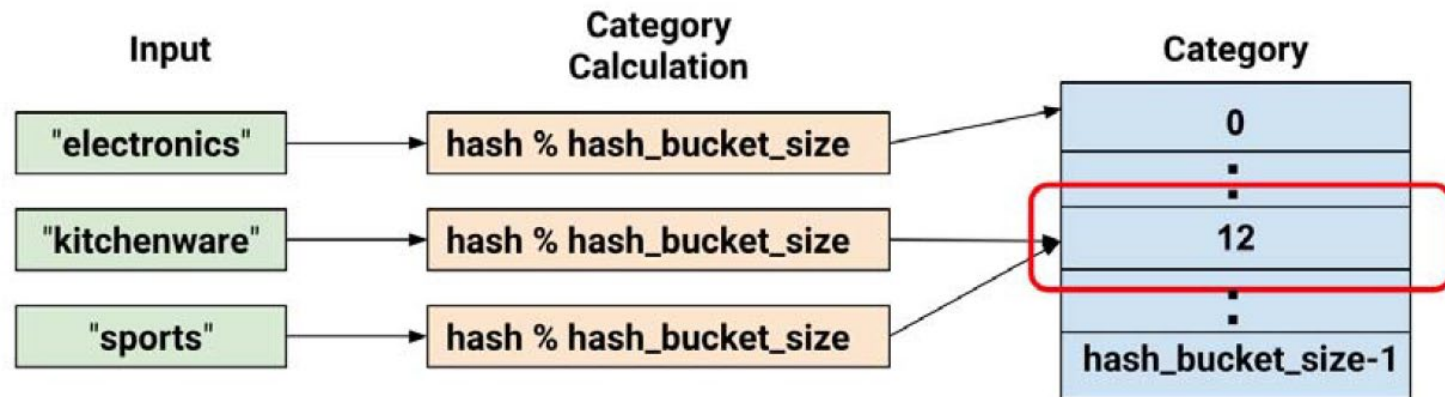 Input
Category
Calculation
Category
"electronics"
hash % hash_bucket_size
0
"kitchenware"
hash % hash_bucket_size
12
"sports"
hash % hash_bucket_size
hash_bucket_size-1